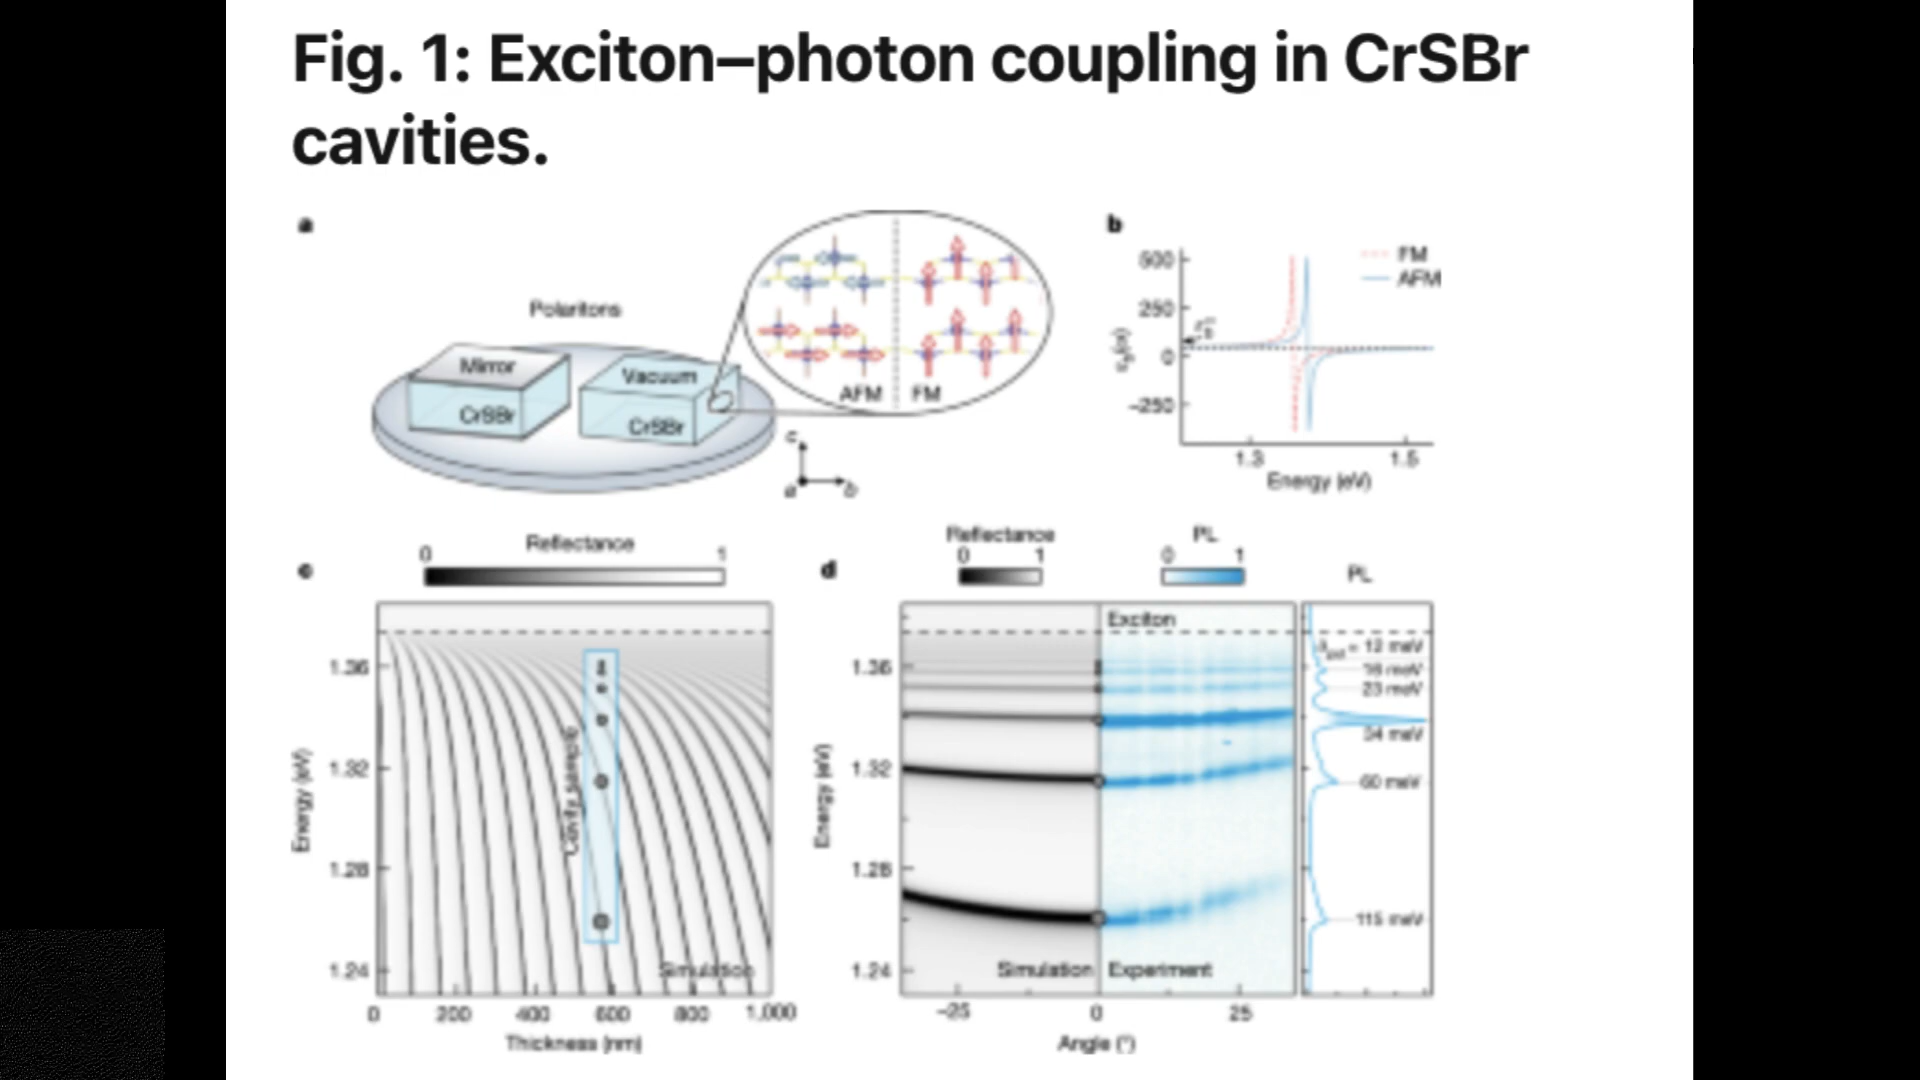 Fig. 1: Exciton–photon coupling in CrSBr
cavities.
a
Polaritons
Mirror
CrSBr
Vacuum
CrSBr
AFM
FM
c
a
b
b
FM
AFM
500
250
0
−250
1.3
1.5
Energy (eV)
c
Reflectance
0
1
1.36
1.32
1.28
1.24
Energy (eV)
Cavity sample
Simulation
0
200
400
600
800
1,000
Thickness (nm)
d
Reflectance
0
1
PL
0
1
PL
Exciton
1.36
1.32
1.28
1.24
Energy (eV)
Simulation
Experiment
−25
0
25
Angle (°)
= 12 meV
16 meV
23 meV
34 meV
60 meV
115 meV